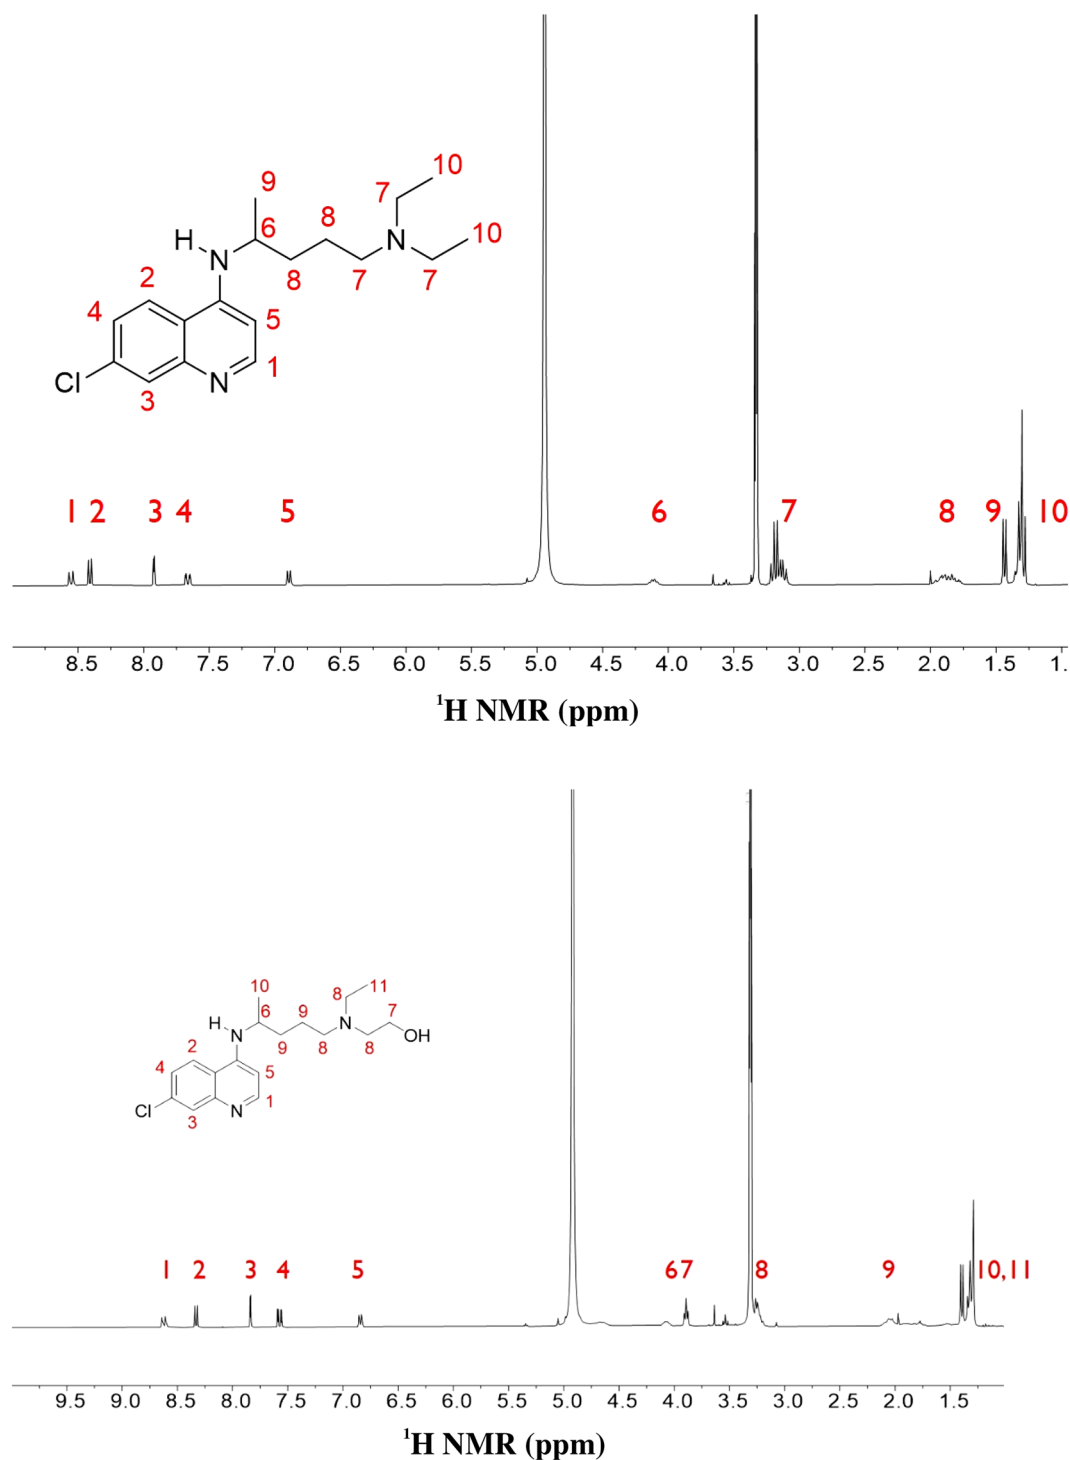 10
9
7
8
10
6
H
N
N
2
8
7
7
4
5
1
Cl
N
3
1 2 3 4 5 6 7 8 9 10
8.5 8.0 7.5 7.0 6.5 6.0 5.5 5.0 4.5 4.0 3.5 3.0 2.5 2.0 1.5 1.
¹H NMR (ppm)
10 11
8
6 9 7
H
N
N
OH
2 9 8 8
4 5
1
Cl
N
3
1 2 3 4 5 67 8 9 10,11
9.5 9.0 8.5 8.0 7.5 7.0 6.5 6.0 5.5 5.0 4.5 4.0 3.5 3.0 2.5 2.0 1.5
¹H NMR (ppm)